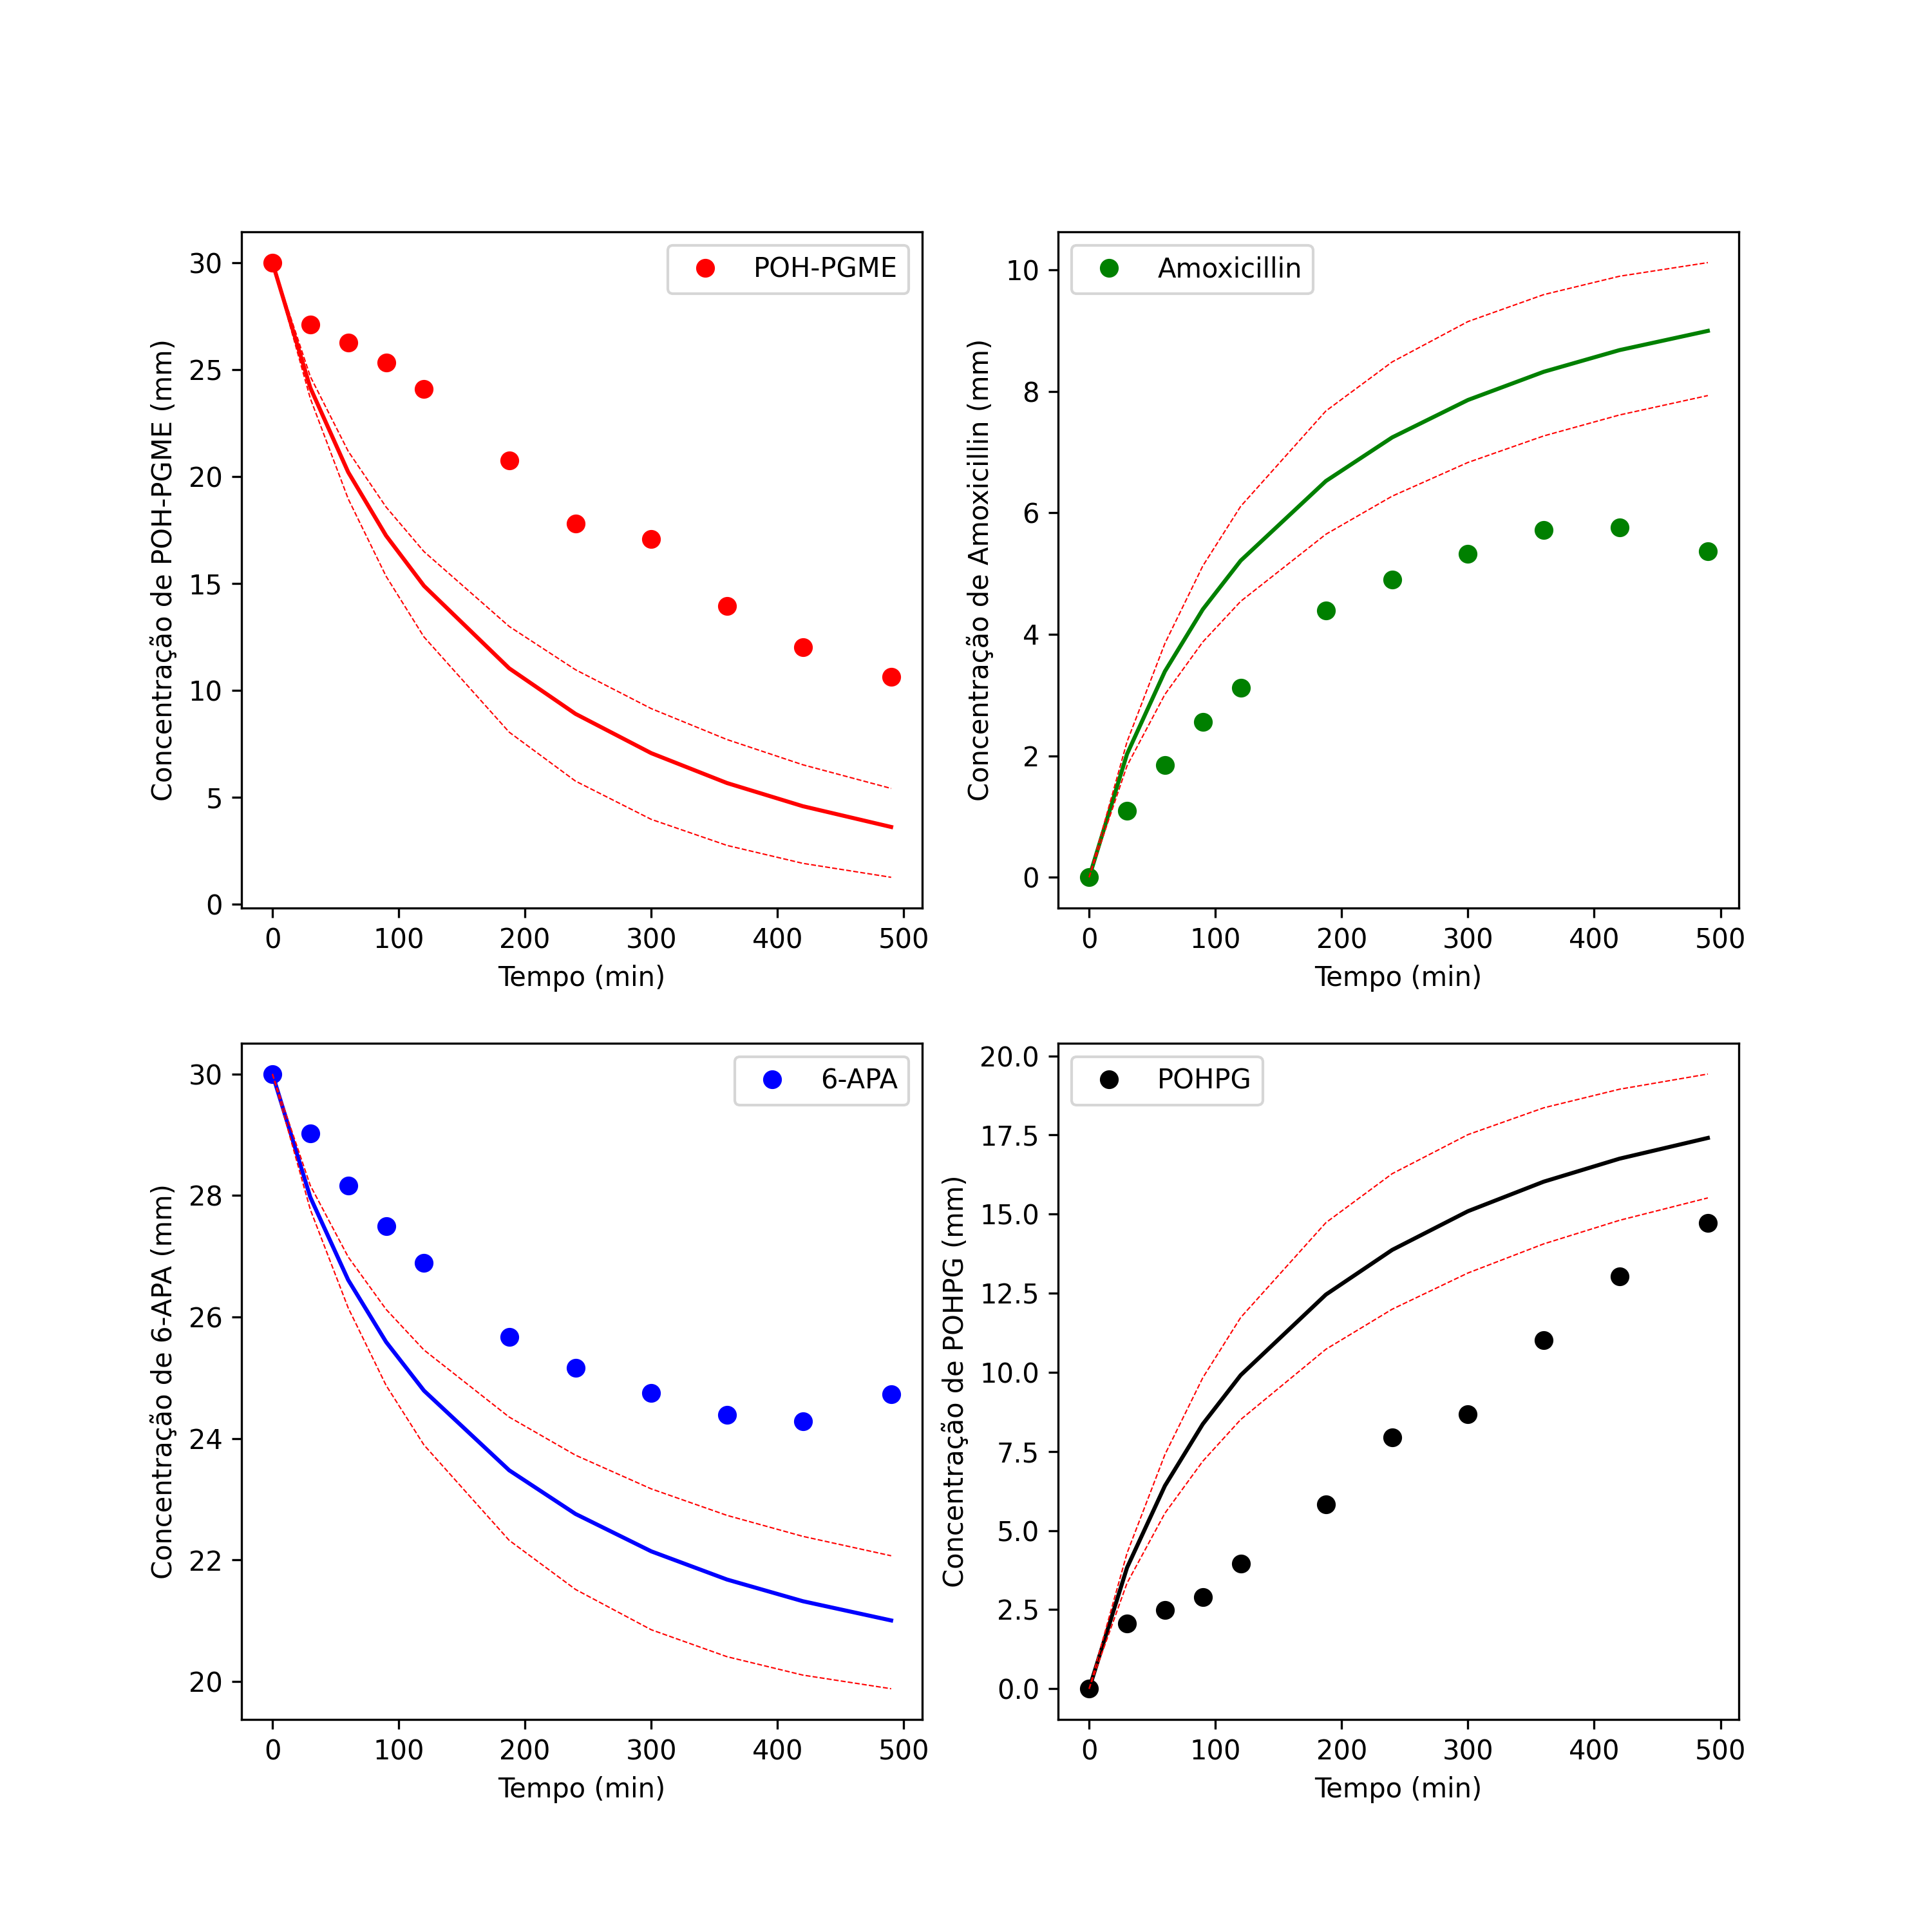 POH-PGME
Concentração de POH-PGME (mm)
30
25
20
15
10
5
0
0 100 200 300 400 500
Tempo (min)
Amoxicillin
Concentração de Amoxicillin (mm)
10
8
6
4
2
0
0 100 200 300 400 500
Tempo (min)
6-APA
Concentração de 6-APA (mm)
30
28
26
24
22
20
0 100 200 300 400 500
Tempo (min)
POHPG
Concentração de POHPG (mm)
20.0
17.5
15.0
12.5
10.0
7.5
5.0
2.5
0.0
0 100 200 300 400 500
Tempo (min)